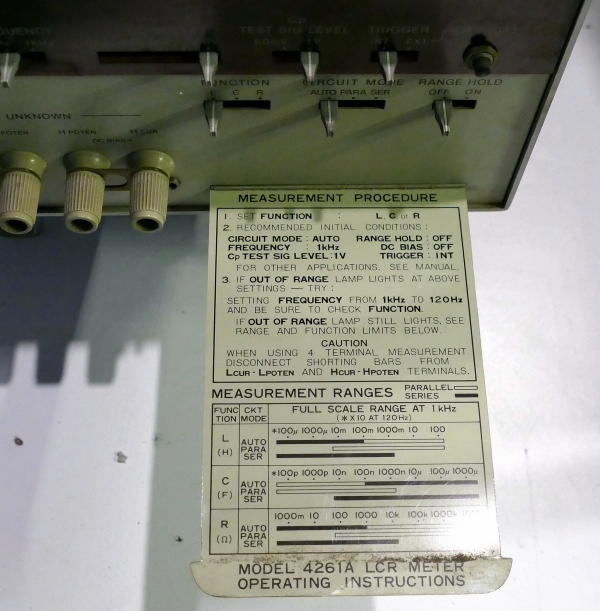 Cp
TEST SIG LEVEL TRIGGER
EXT
FUNCTION CIRCUIT MODE RANGE HOLD
L C R AUTO PARA SER OFF ON
UNKNOWN
POTEN H POTEN H CUR
DC BIAS
MEASUREMENT PROCEDURE
1. SET FUNCTION : L, C or R
2. RECOMMENDED INITIAL CONDITIONS :
CIRCUIT MODE : AUTO RANGE HOLD : OFF
FREQUENCY : 1kHz DC BIAS : OFF
Cp TEST SIG LEVEL : 1V TRIGGER : INT
FOR OTHER APPLICATIONS, SEE MANUAL.
3. IF OUT OF RANGE LAMP LIGHTS AT ABOVE
SETTINGS — TRY :
SETTING FREQUENCY FROM 1kHz TO 120Hz
AND BE SURE TO CHECK FUNCTION.
IF OUT OF RANGE LAMP STILL LIGHTS, SEE
RANGE AND FUNCTION LIMITS BELOW.
CAUTION
WHEN USING 4 TERMINAL MEASUREMENT
DISCONNECT SHORTING BARS FROM
LCUR - LPOTEN AND HCUR - HPOTEN TERMINALS.
MEASUREMENT RANGES PARALLEL
SERIES
FUNCTION CKT MODE FULL SCALE RANGE AT 1kHz
(* X10 AT 120Hz)
L (H) AUTO PARA SER *100µ 1000µ 10m 100m 1000m 10 100
C (F) AUTO PARA SER *100p 1000p 10n 100n 1000n 10µ 100µ 1000µ
R (Ω) AUTO PARA SER 1000m 10 100 1000 10k 100k 1000k
MODEL 4261A LCR METER
OPERATING INSTRUCTIONS